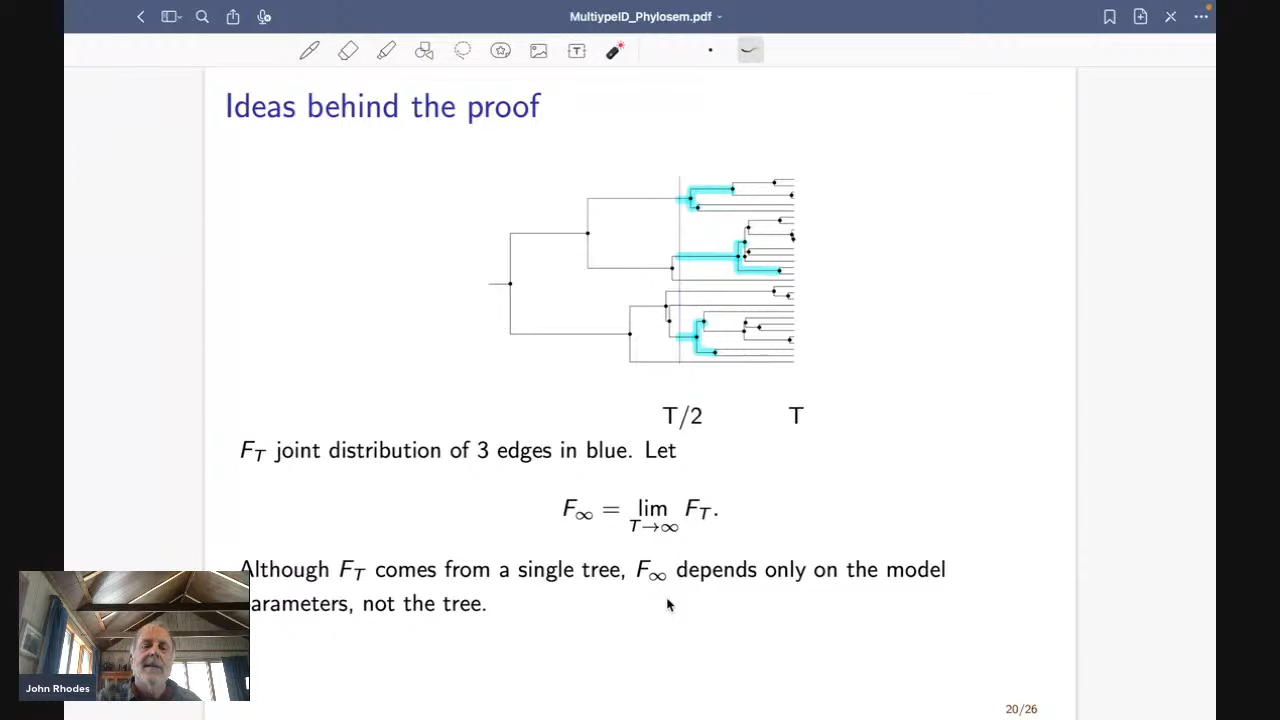 MultiypeID_Phylosem.pdf
Ideas behind the proof
T/2 T
F_T joint distribution of 3 edges in blue. Let
F_∞ = lim_{T→∞} F_T.
Although F_T comes from a single tree, F_∞ depends only on the model
arameters, not the tree.
John Rhodes
20/26